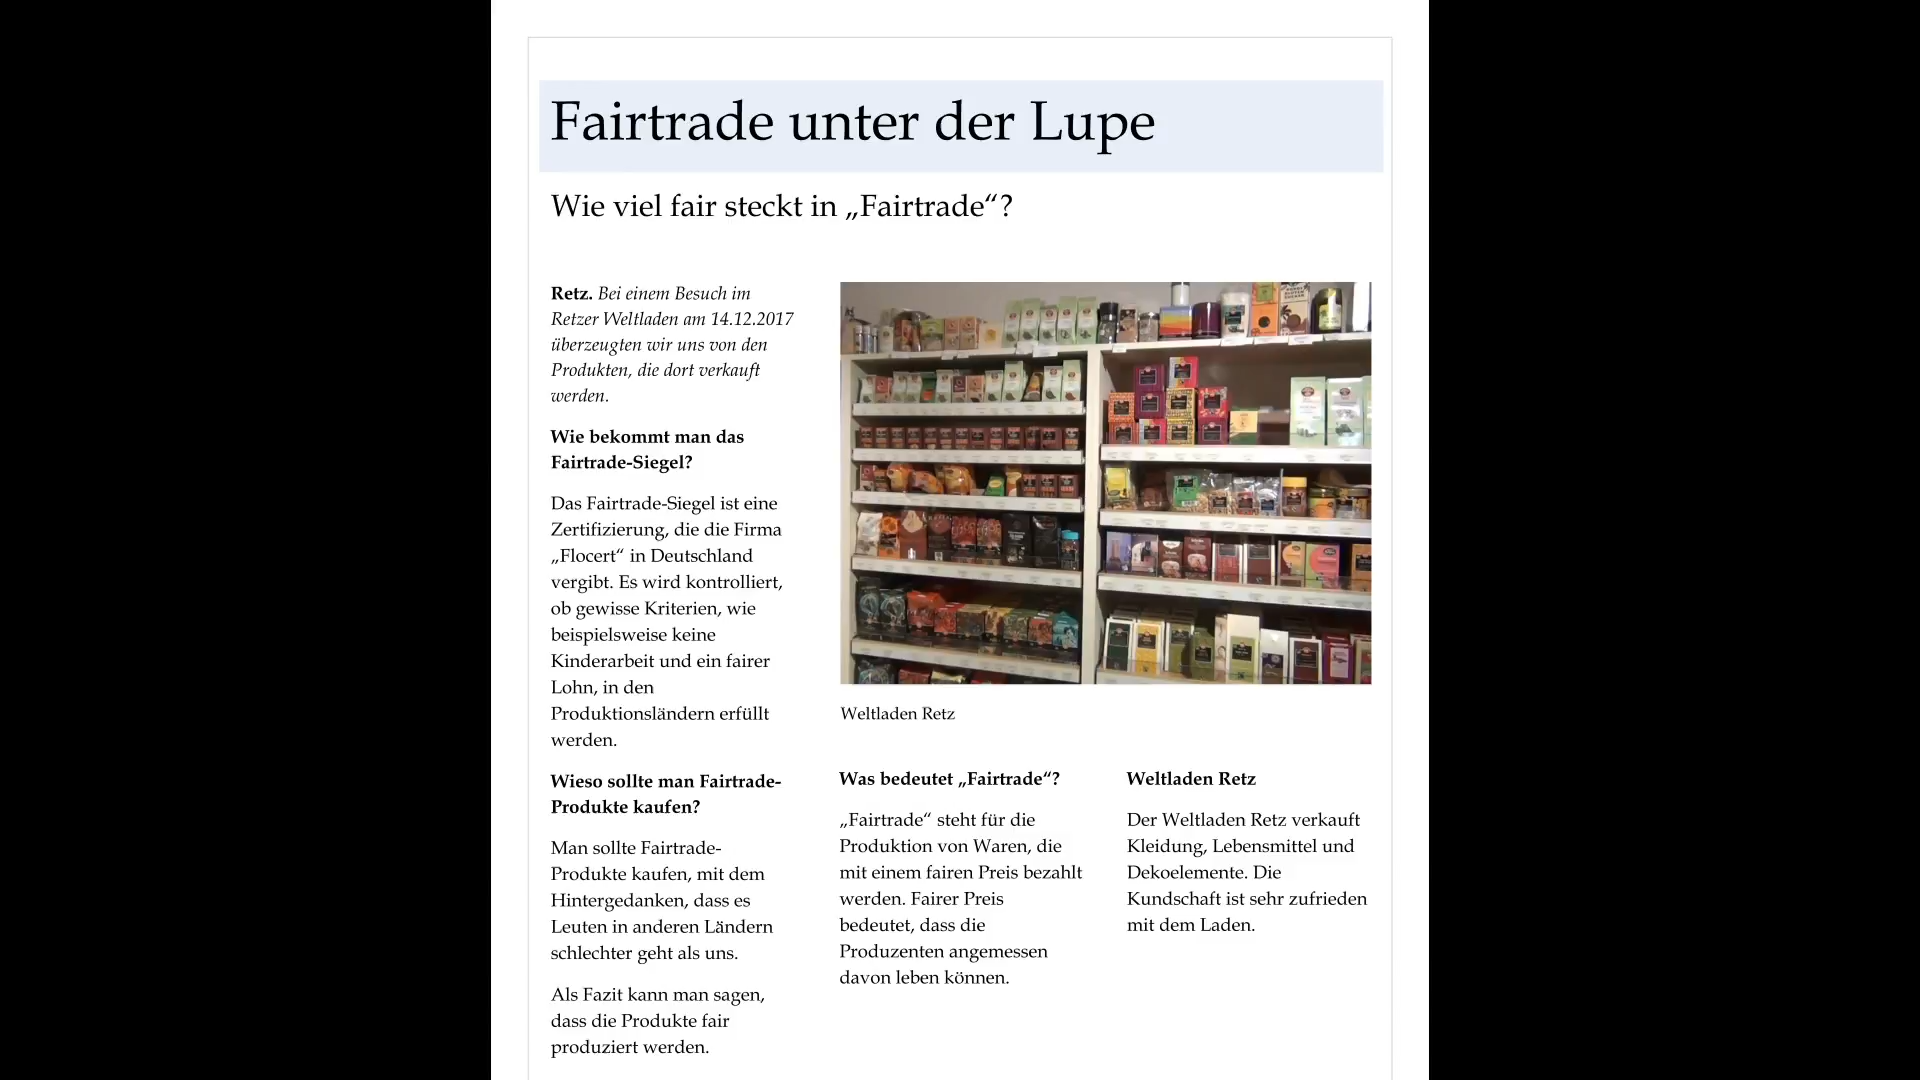 Fairtrade unter der Lupe
Wie viel fair steckt in „Fairtrade“?
Retz. Bei einem Besuch im
Retzer Weltladen am 14.12.2017
überzeugten wir uns von den
Produkten, die dort verkauft
werden.
Wie bekommt man das
Fairtrade-Siegel?
Das Fairtrade-Siegel ist eine
Zertifizierung, die die Firma
„Flocert“ in Deutschland
vergibt. Es wird kontrolliert,
ob gewisse Kriterien, wie
beispielsweise keine
Kinderarbeit und ein fairer
Lohn, in den
Produktionsländern erfüllt
werden.
Wieso sollte man Fairtrade-
Produkte kaufen?
Man sollte Fairtrade-
Produkte kaufen, mit dem
Hintergedanken, dass es
Leuten in anderen Ländern
schlechter geht als uns.
Als Fazit kann man sagen,
dass die Produkte fair
produziert werden.
Weltladen Retz
Was bedeutet „Fairtrade“?
„Fairtrade“ steht für die
Produktion von Waren, die
mit einem fairen Preis bezahlt
werden. Fairer Preis
bedeutet, dass die
Produzenten angemessen
davon leben können.
Weltladen Retz
Der Weltladen Retz verkauft
Kleidung, Lebensmittel und
Dekoelemente. Die
Kundschaft ist sehr zufrieden
mit dem Laden.